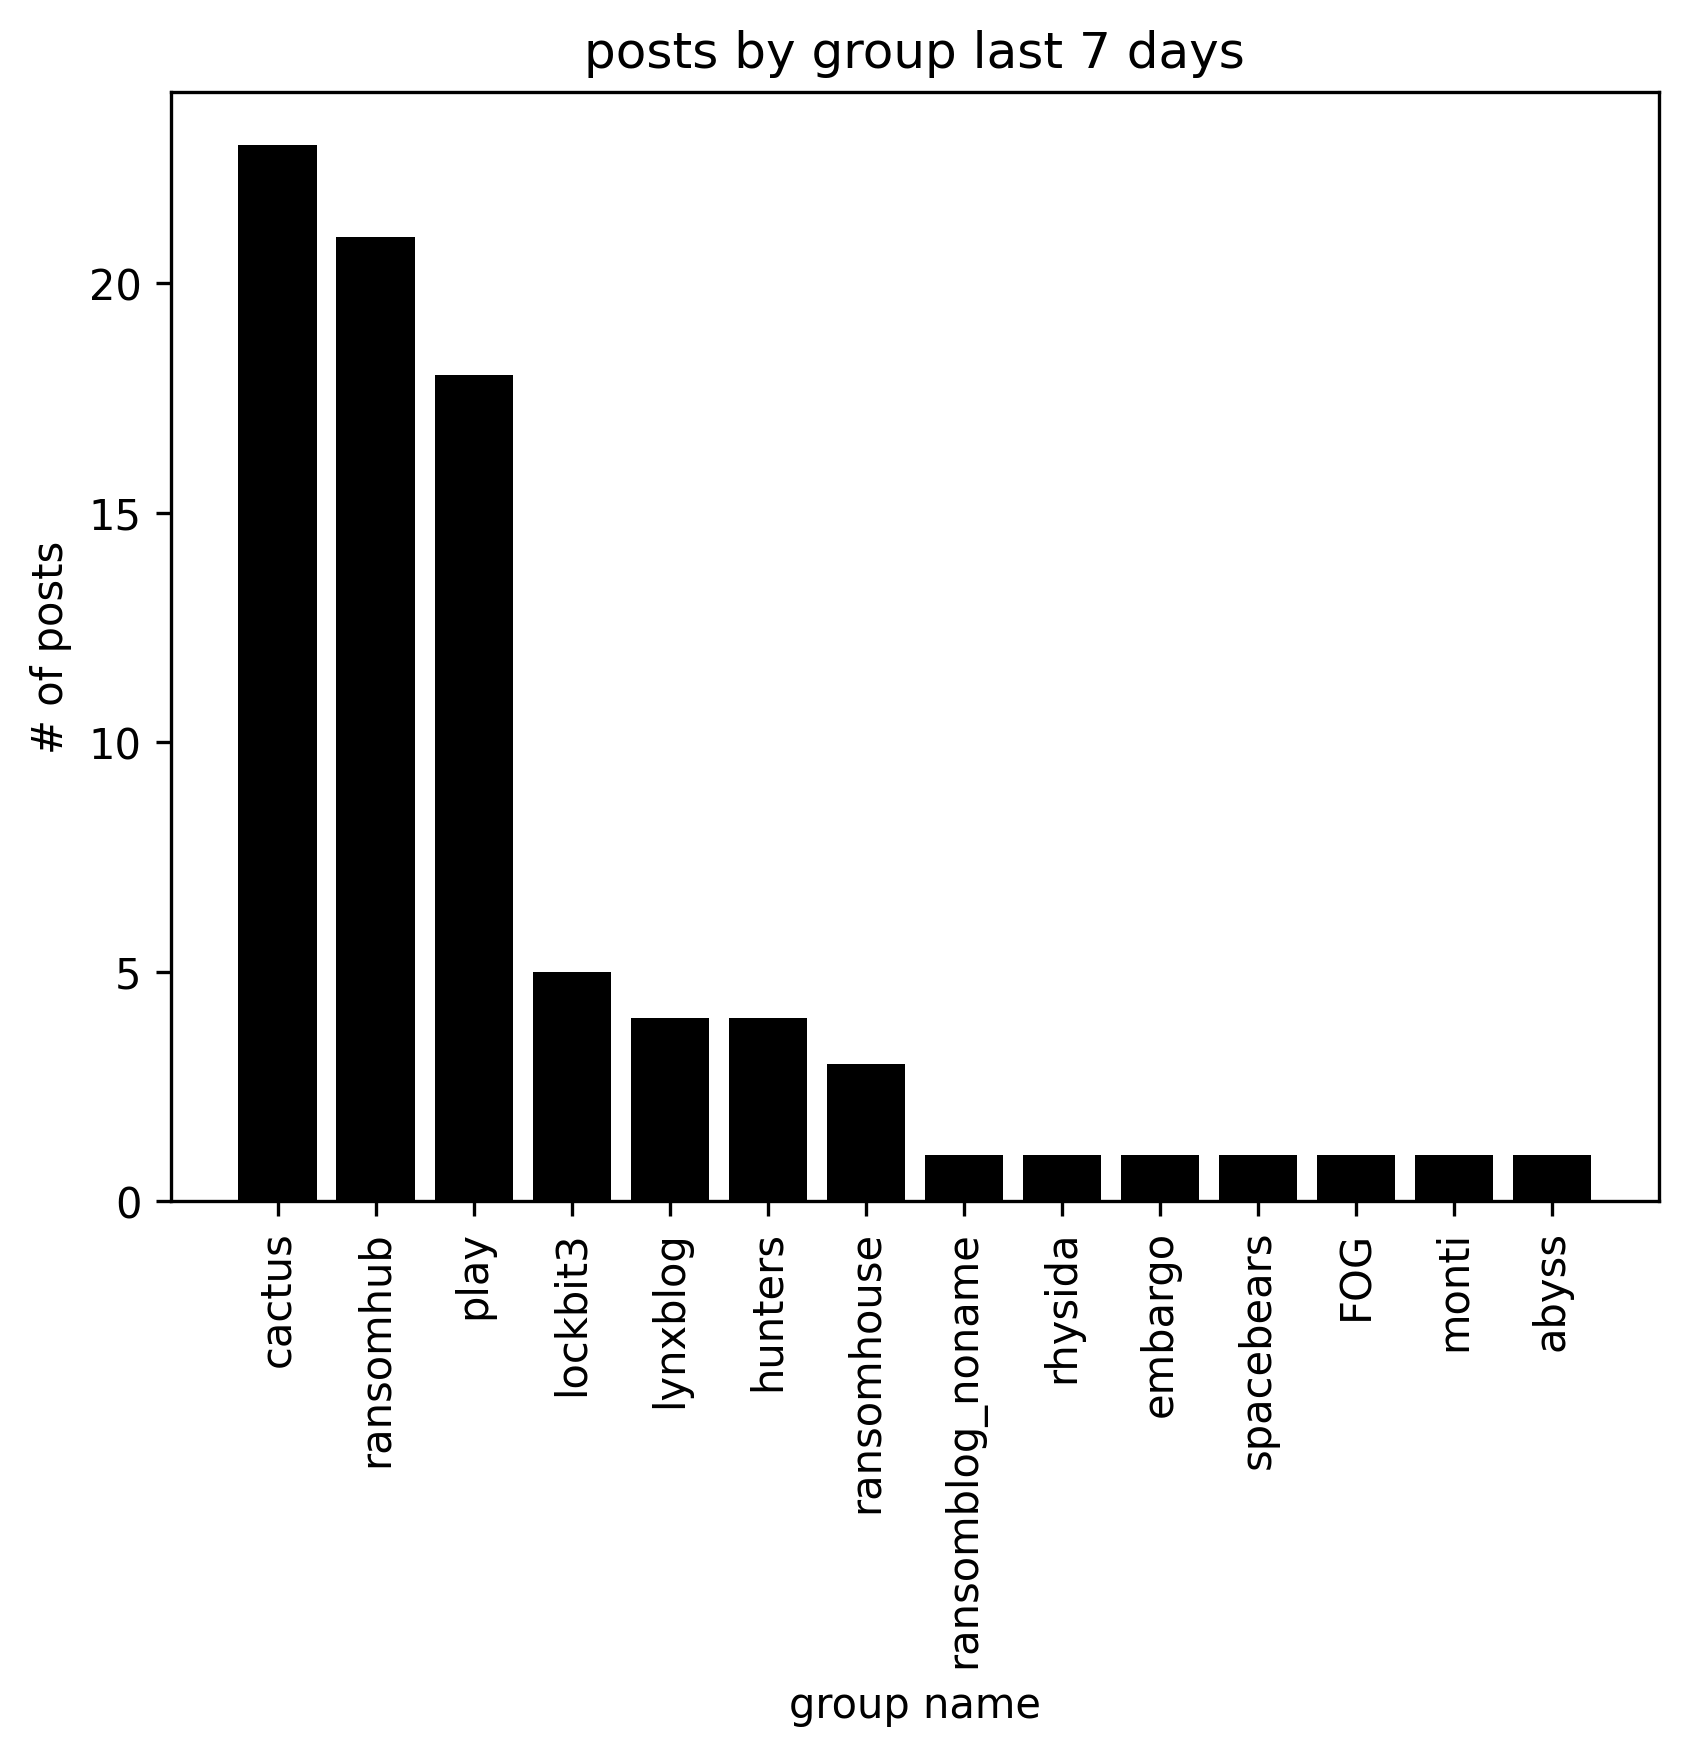 posts by group last 7 days
# of posts
20
15
10
5
0
cactus
ransomhub
play
lockbit3
lynxblog
hunters
ransomhouse
ransomblog_noname
rhysida
embargo
spacebears
FOG
monti
abyss
group name